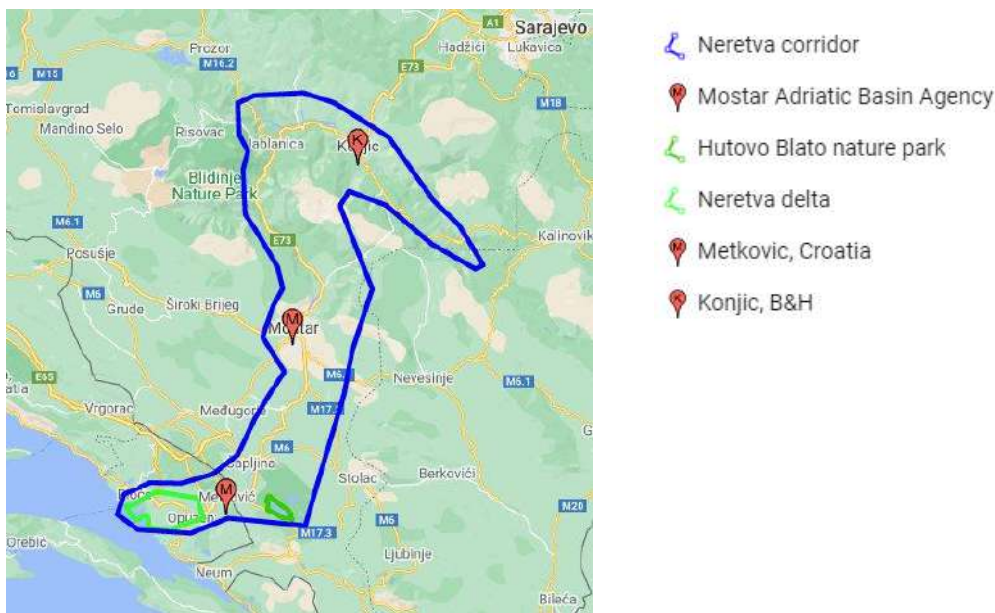 A1
Sarajevo
Prozor
Hadžići
Lukavica
M16.2
E73
M15
M18
Tomislavgrad
Mandino Selo
Risovac
Jablanica
K
Blidinje
Nature Park
M6.1
E73
Kalinovik
Posušje
M6
Široki Brijeg
Grude
M
Mostar
E65
Nevesinje
M6.1
Vrgorac
Međugorje
M17.3
M6
Čapljina
Stolac
Berkovići
M
Metković
Opuzen
M20
M6
M17.3
Orebić
Ljubinje
Neum
Bileća
Neretva corridor
M Mostar Adriatic Basin Agency
Hutovo Blato nature park
Neretva delta
M Metkovic, Croatia
K Konjic, B&H